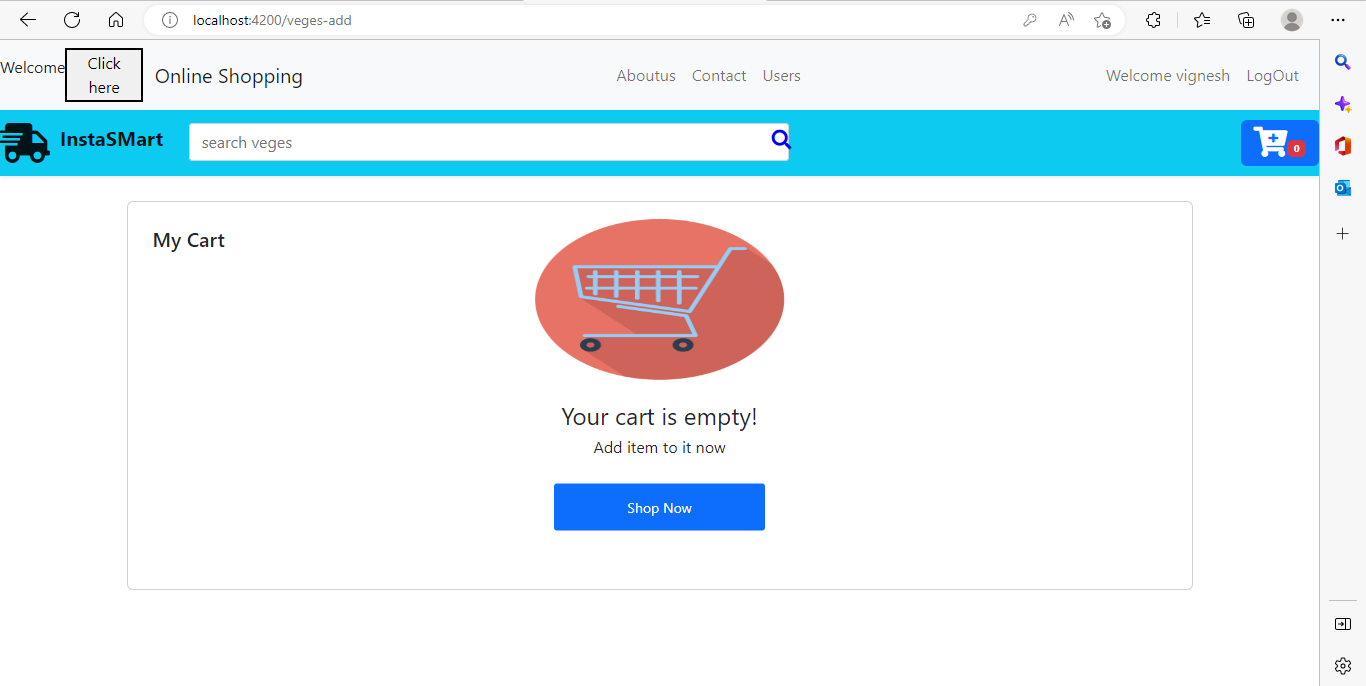 localhost:4200/veges-add
Welcome
Click
here
Online Shopping
Aboutus Contact Users
Welcome vignesh LogOut
InstaSMart
search veges
0
My Cart
Your cart is empty!
Add item to it now
Shop Now